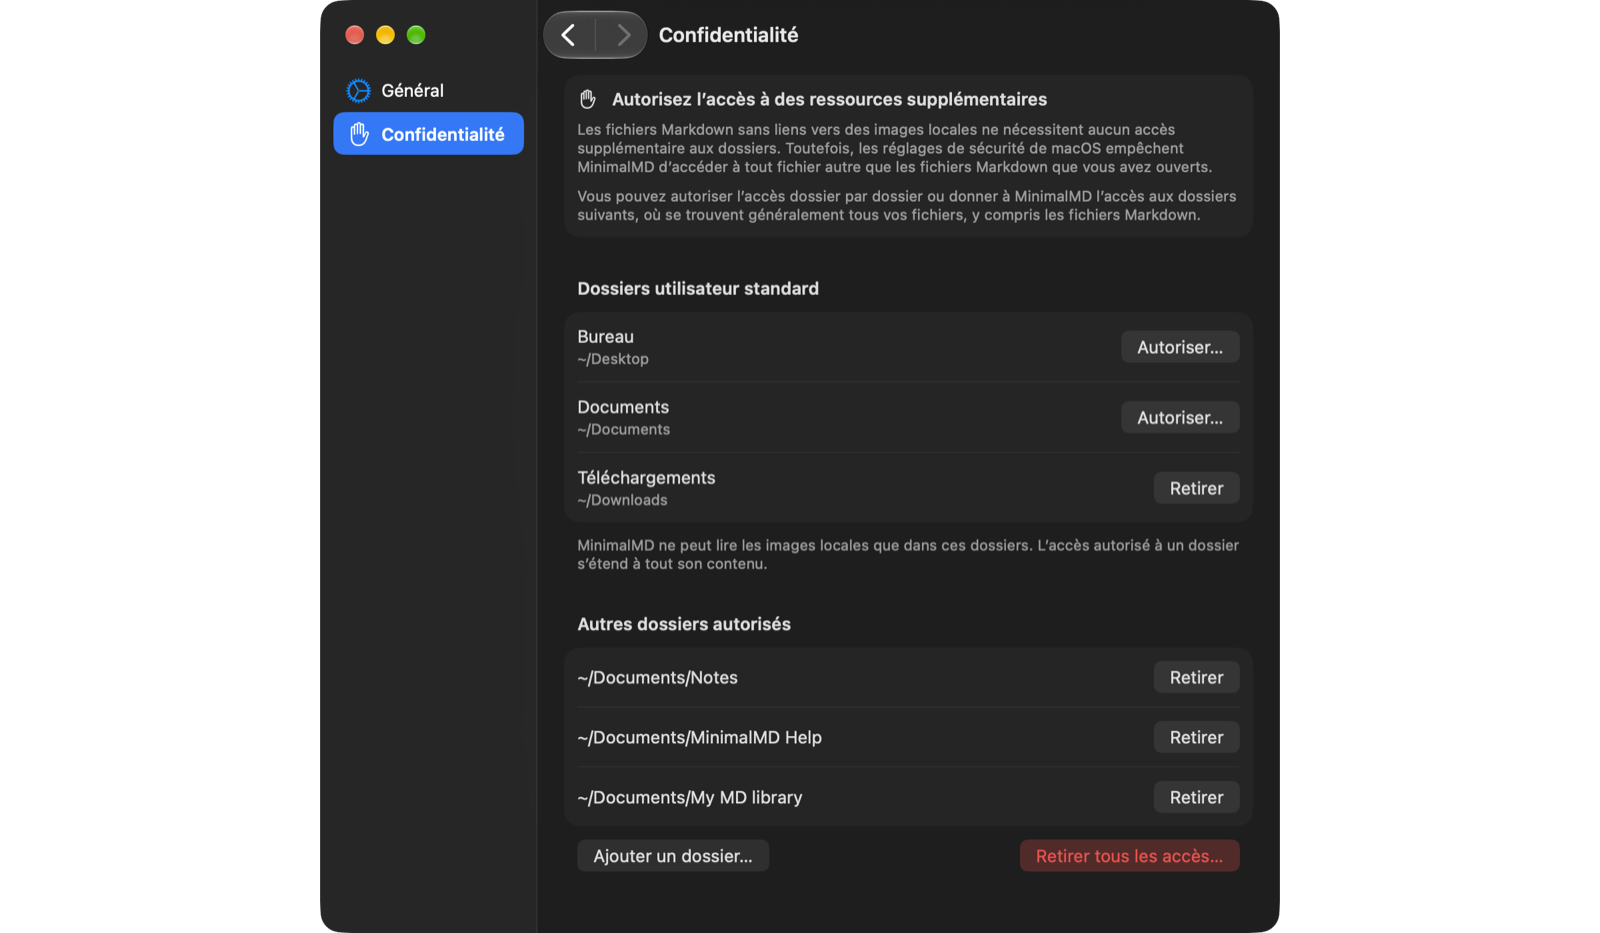 Confidentialité
Général
Confidentialité
Autorisez l’accès à des ressources supplémentaires
Les fichiers Markdown sans liens vers des images locales ne nécessitent aucun accès
supplémentaire aux dossiers. Toutefois, les réglages de sécurité de macOS empêchent
MinimalMD d’accéder à tout fichier autre que les fichiers Markdown que vous avez ouverts.
Vous pouvez autoriser l’accès dossier par dossier ou donner à MinimalMD l’accès aux dossiers
suivants, où se trouvent généralement tous vos fichiers, y compris les fichiers Markdown.
Dossiers utilisateur standard
Bureau
~/Desktop
Autoriser...
Documents
~/Documents
Autoriser...
Téléchargements
~/Downloads
Retirer
MinimalMD ne peut lire les images locales que dans ces dossiers. L’accès autorisé à un dossier
s’étend à tout son contenu.
Autres dossiers autorisés
~/Documents/Notes
Retirer
~/Documents/MinimalMD Help
Retirer
~/Documents/My MD library
Retirer
Ajouter un dossier...
Retirer tous les accès...